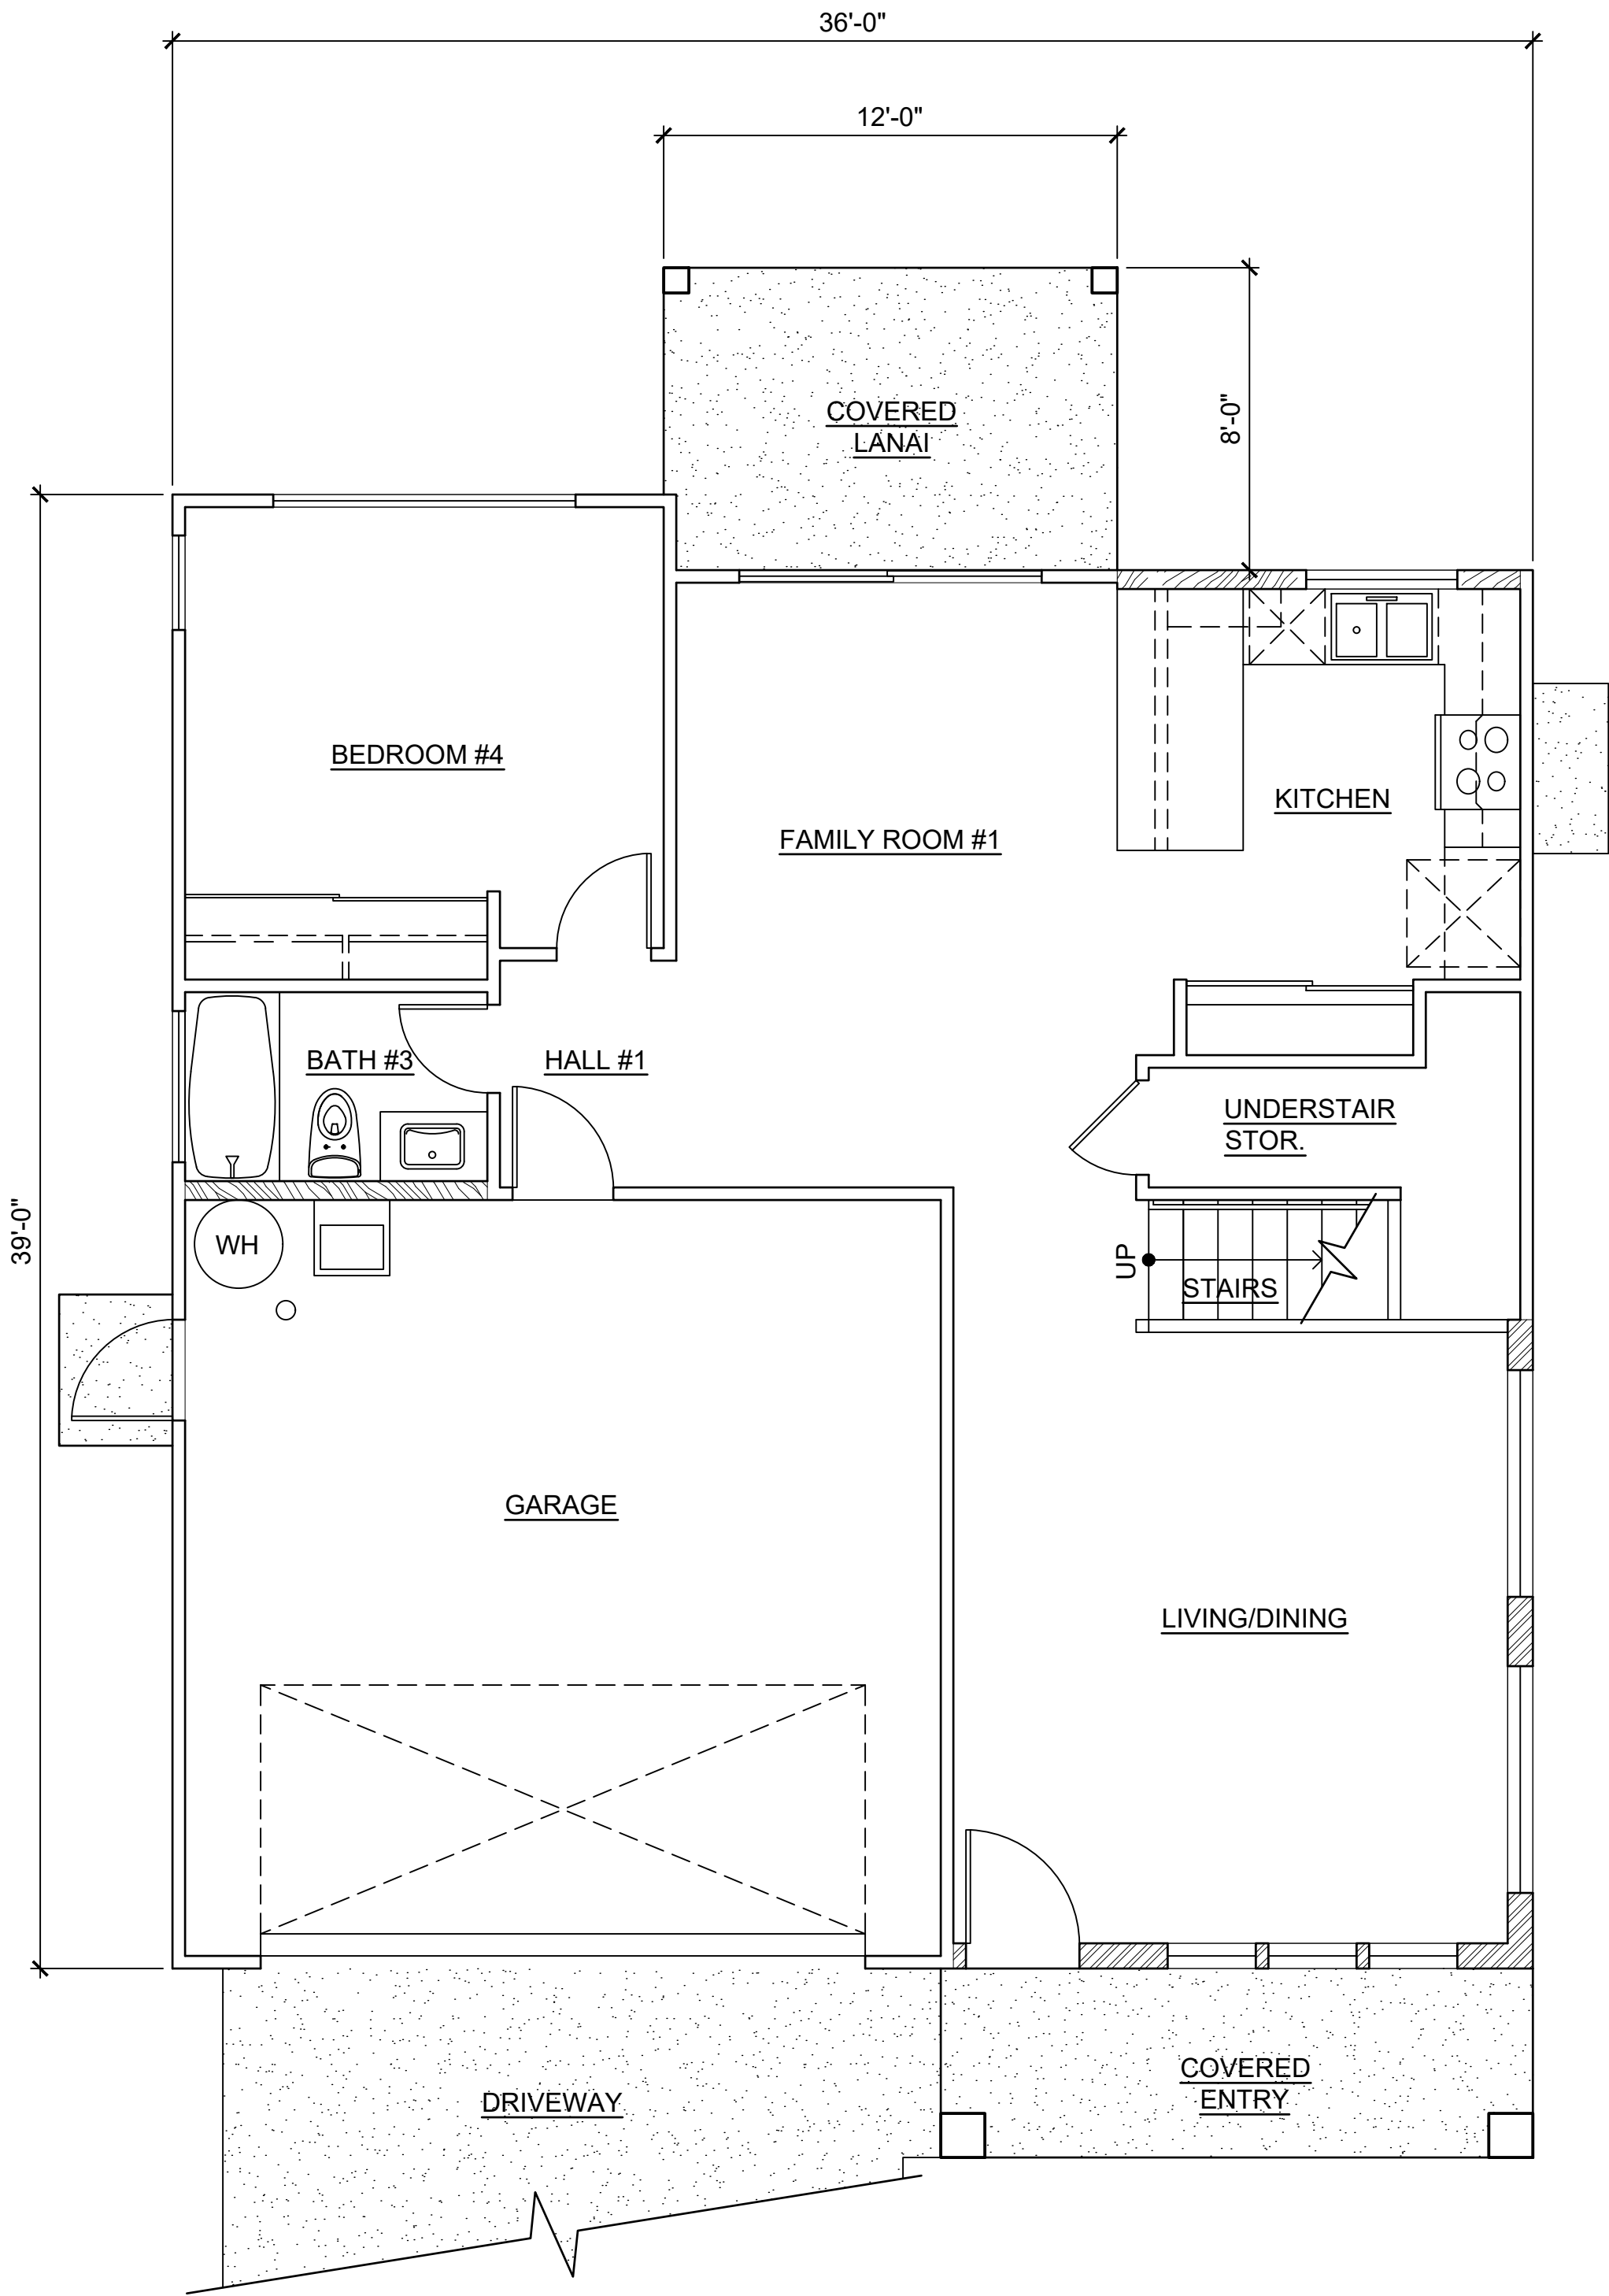 36'-0"
12'-0"
COVERED
LANAI
8'-0"
BEDROOM #4
KITCHEN
FAMILY ROOM #1
BATH #3
HALL #1
UNDERSTAIR
STOR.
39'-0"
WH
UP
STAIRS
GARAGE
LIVING/DINING
COVERED
ENTRY
DRIVEWAY